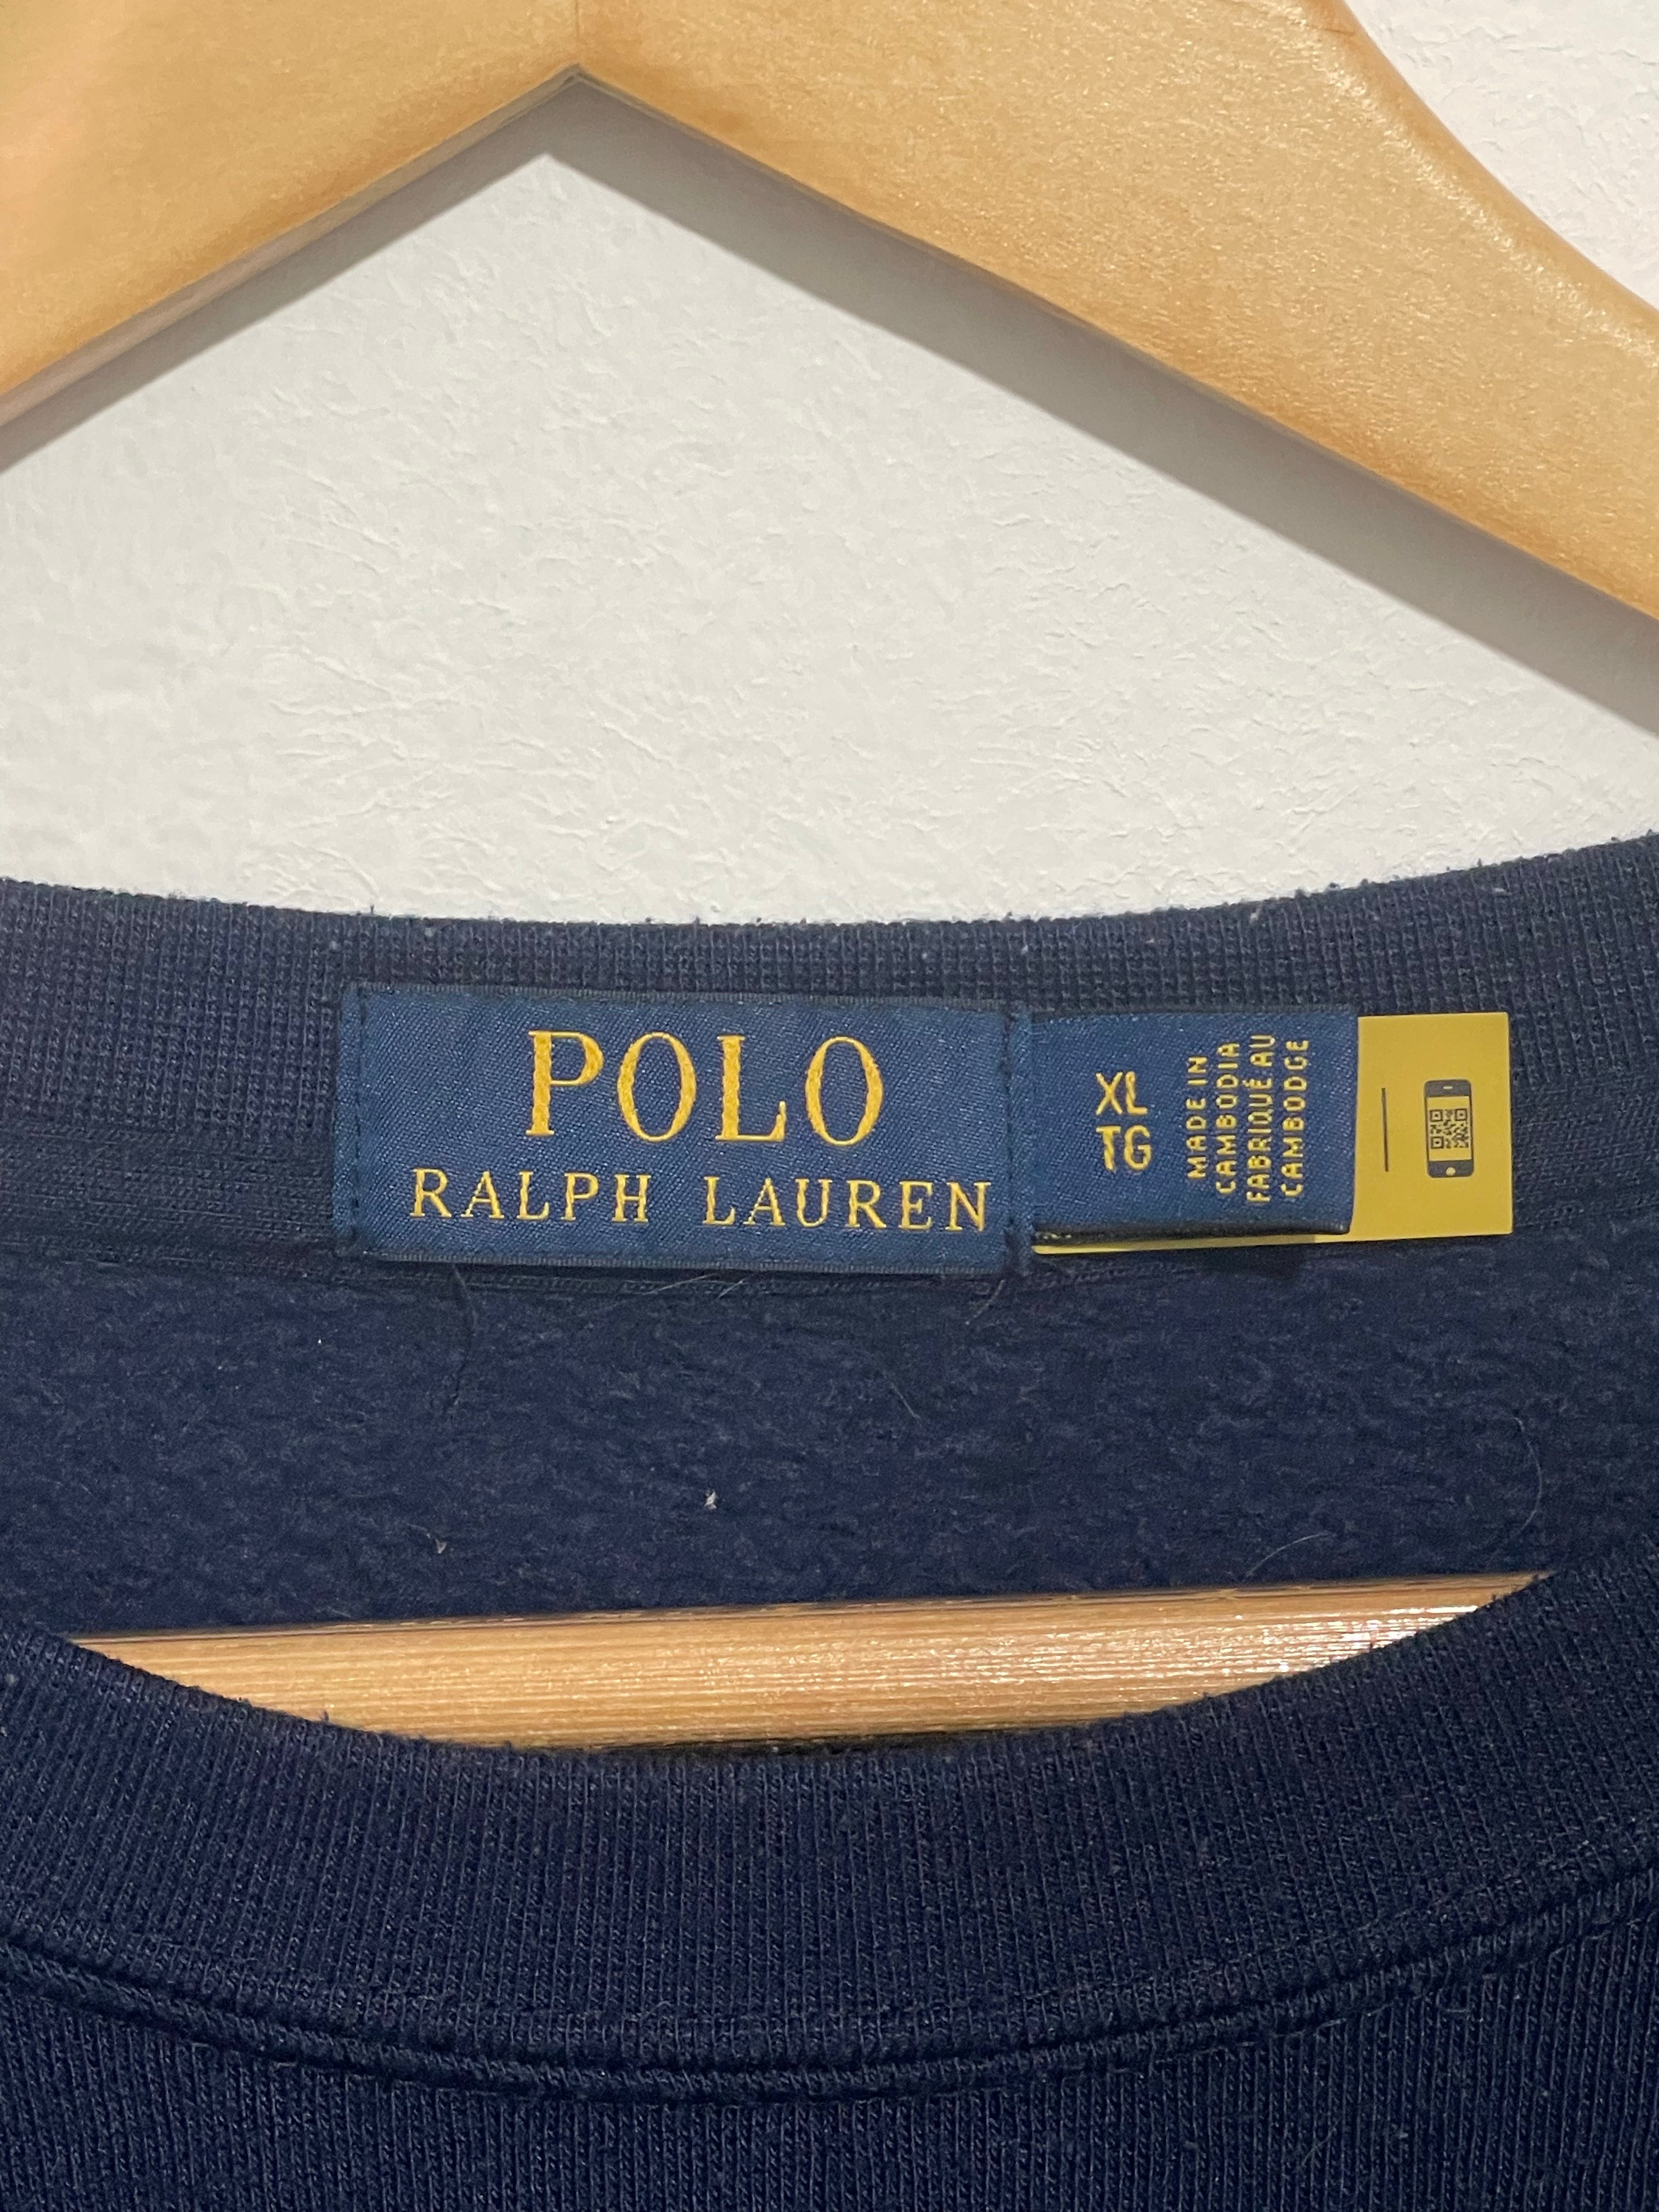 POLO
RALPH LAUREN
XL
TG
MADE IN
CAMBODIA
FABRIQUÉ AU
CAMBODGE